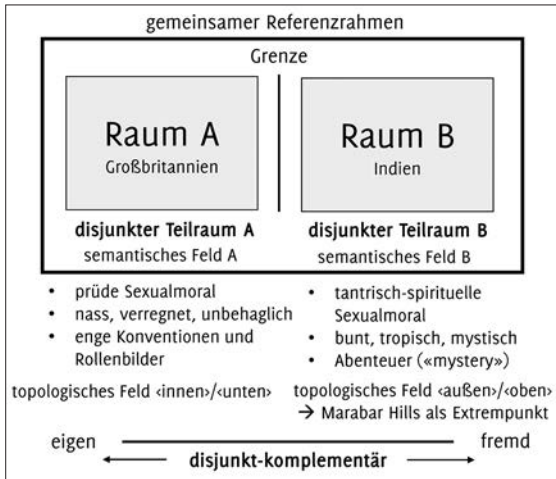 gemeinsamer Referenzrahmen
Grenze
Raum A
Großbritannien
Raum B
Indien
disjunkter Teilraum A
semantisches Feld A
disjunkter Teilraum B
semantisches Feld B
• prüde Sexualmoral
• nass, verregnet, unbehaglich
• enge Konventionen und
Rollenbilder
topologisches Feld ‹innen›/‹unten›
• tantrisch-spirituelle
Sexualmoral
• bunt, tropisch, mystisch
• Abenteuer («mystery»)
topologisches Feld ‹außen›/‹oben›
→ Marabar Hills als Extrempunkt
eigen
fremd
disjunkt-komplementär